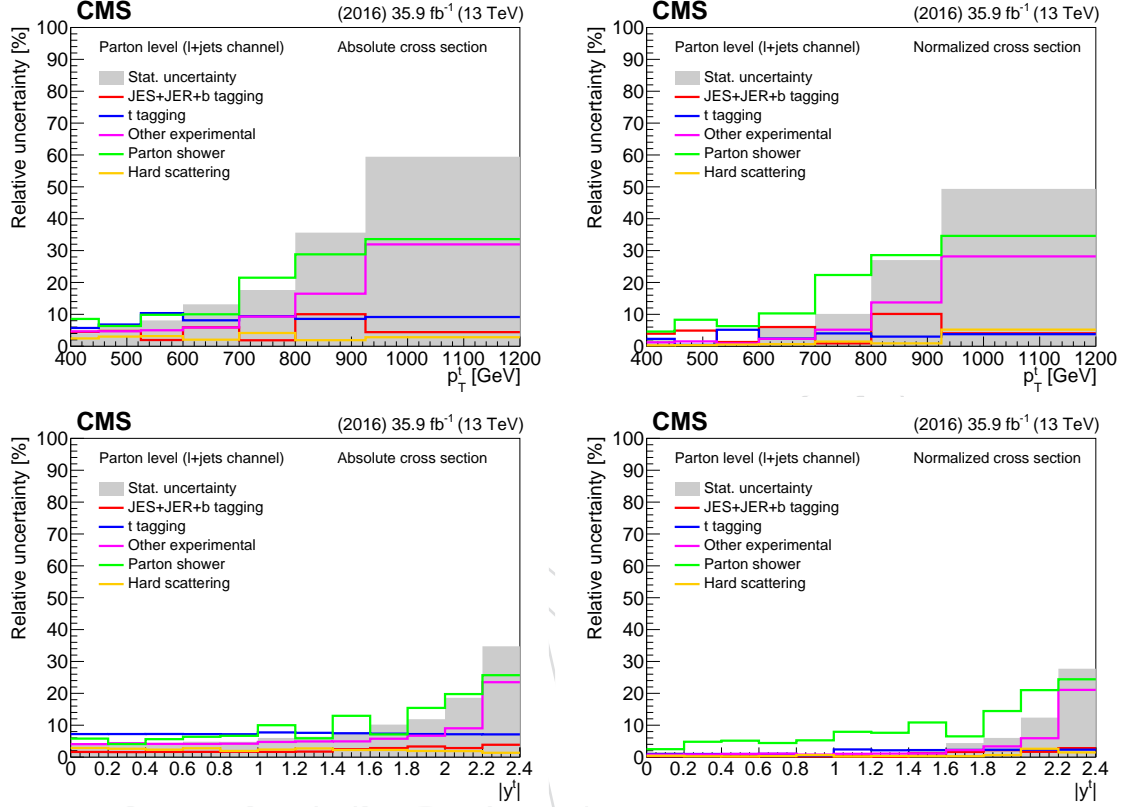 CMS
(2016) 35.9 fb⁻¹ (13 TeV)
Parton level (l+jets channel)
Absolute cross section
Stat. uncertainty
JES+JER+b tagging
t tagging
Other experimental
Parton shower
Hard scattering
Relative uncertainty [%]
100
90
80
70
60
50
40
30
20
10
0
400 500 600 700 800 900 1000 1100 1200
p_T^t [GeV]
CMS
(2016) 35.9 fb⁻¹ (13 TeV)
Parton level (l+jets channel)
Normalized cross section
Stat. uncertainty
JES+JER+b tagging
t tagging
Other experimental
Parton shower
Hard scattering
Relative uncertainty [%]
100
90
80
70
60
50
40
30
20
10
0
400 500 600 700 800 900 1000 1100 1200
p_T^t [GeV]
CMS
(2016) 35.9 fb⁻¹ (13 TeV)
Parton level (l+jets channel)
Absolute cross section
Stat. uncertainty
JES+JER+b tagging
t tagging
Other experimental
Parton shower
Hard scattering
Relative uncertainty [%]
100
90
80
70
60
50
40
30
20
10
0
0 0.2 0.4 0.6 0.8 1 1.2 1.4 1.6 1.8 2 2.2 2.4
|y^t|
CMS
(2016) 35.9 fb⁻¹ (13 TeV)
Parton level (l+jets channel)
Normalized cross section
Stat. uncertainty
JES+JER+b tagging
t tagging
Other experimental
Parton shower
Hard scattering
Relative uncertainty [%]
100
90
80
70
60
50
40
30
20
10
0
0 0.2 0.4 0.6 0.8 1 1.2 1.4 1.6 1.8 2 2.2 2.4
|y^t|